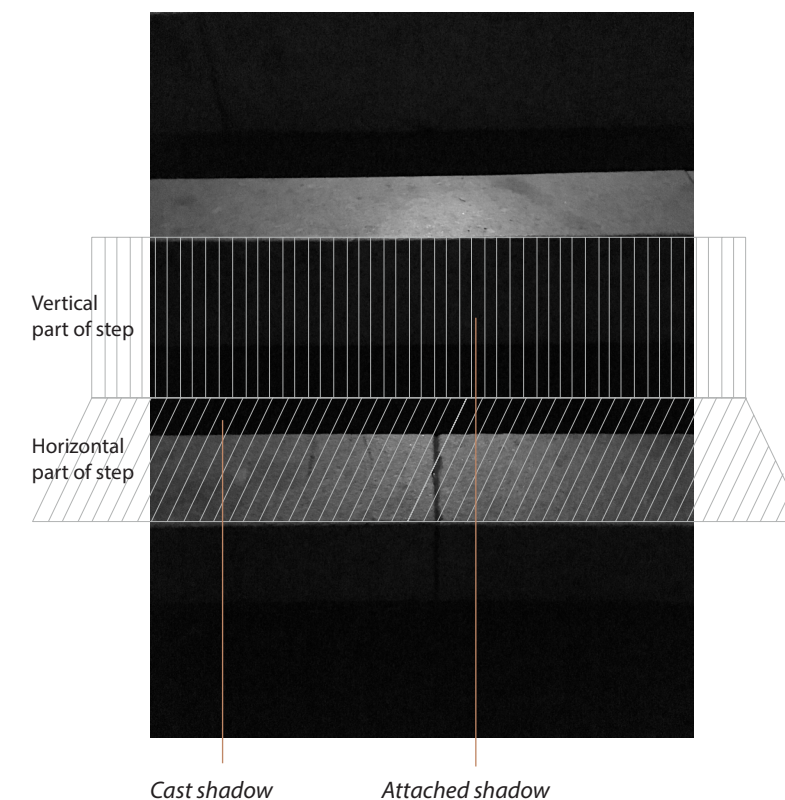 Vertical
part of step
Horizontal
part of step
Cast shadow
Attached shadow